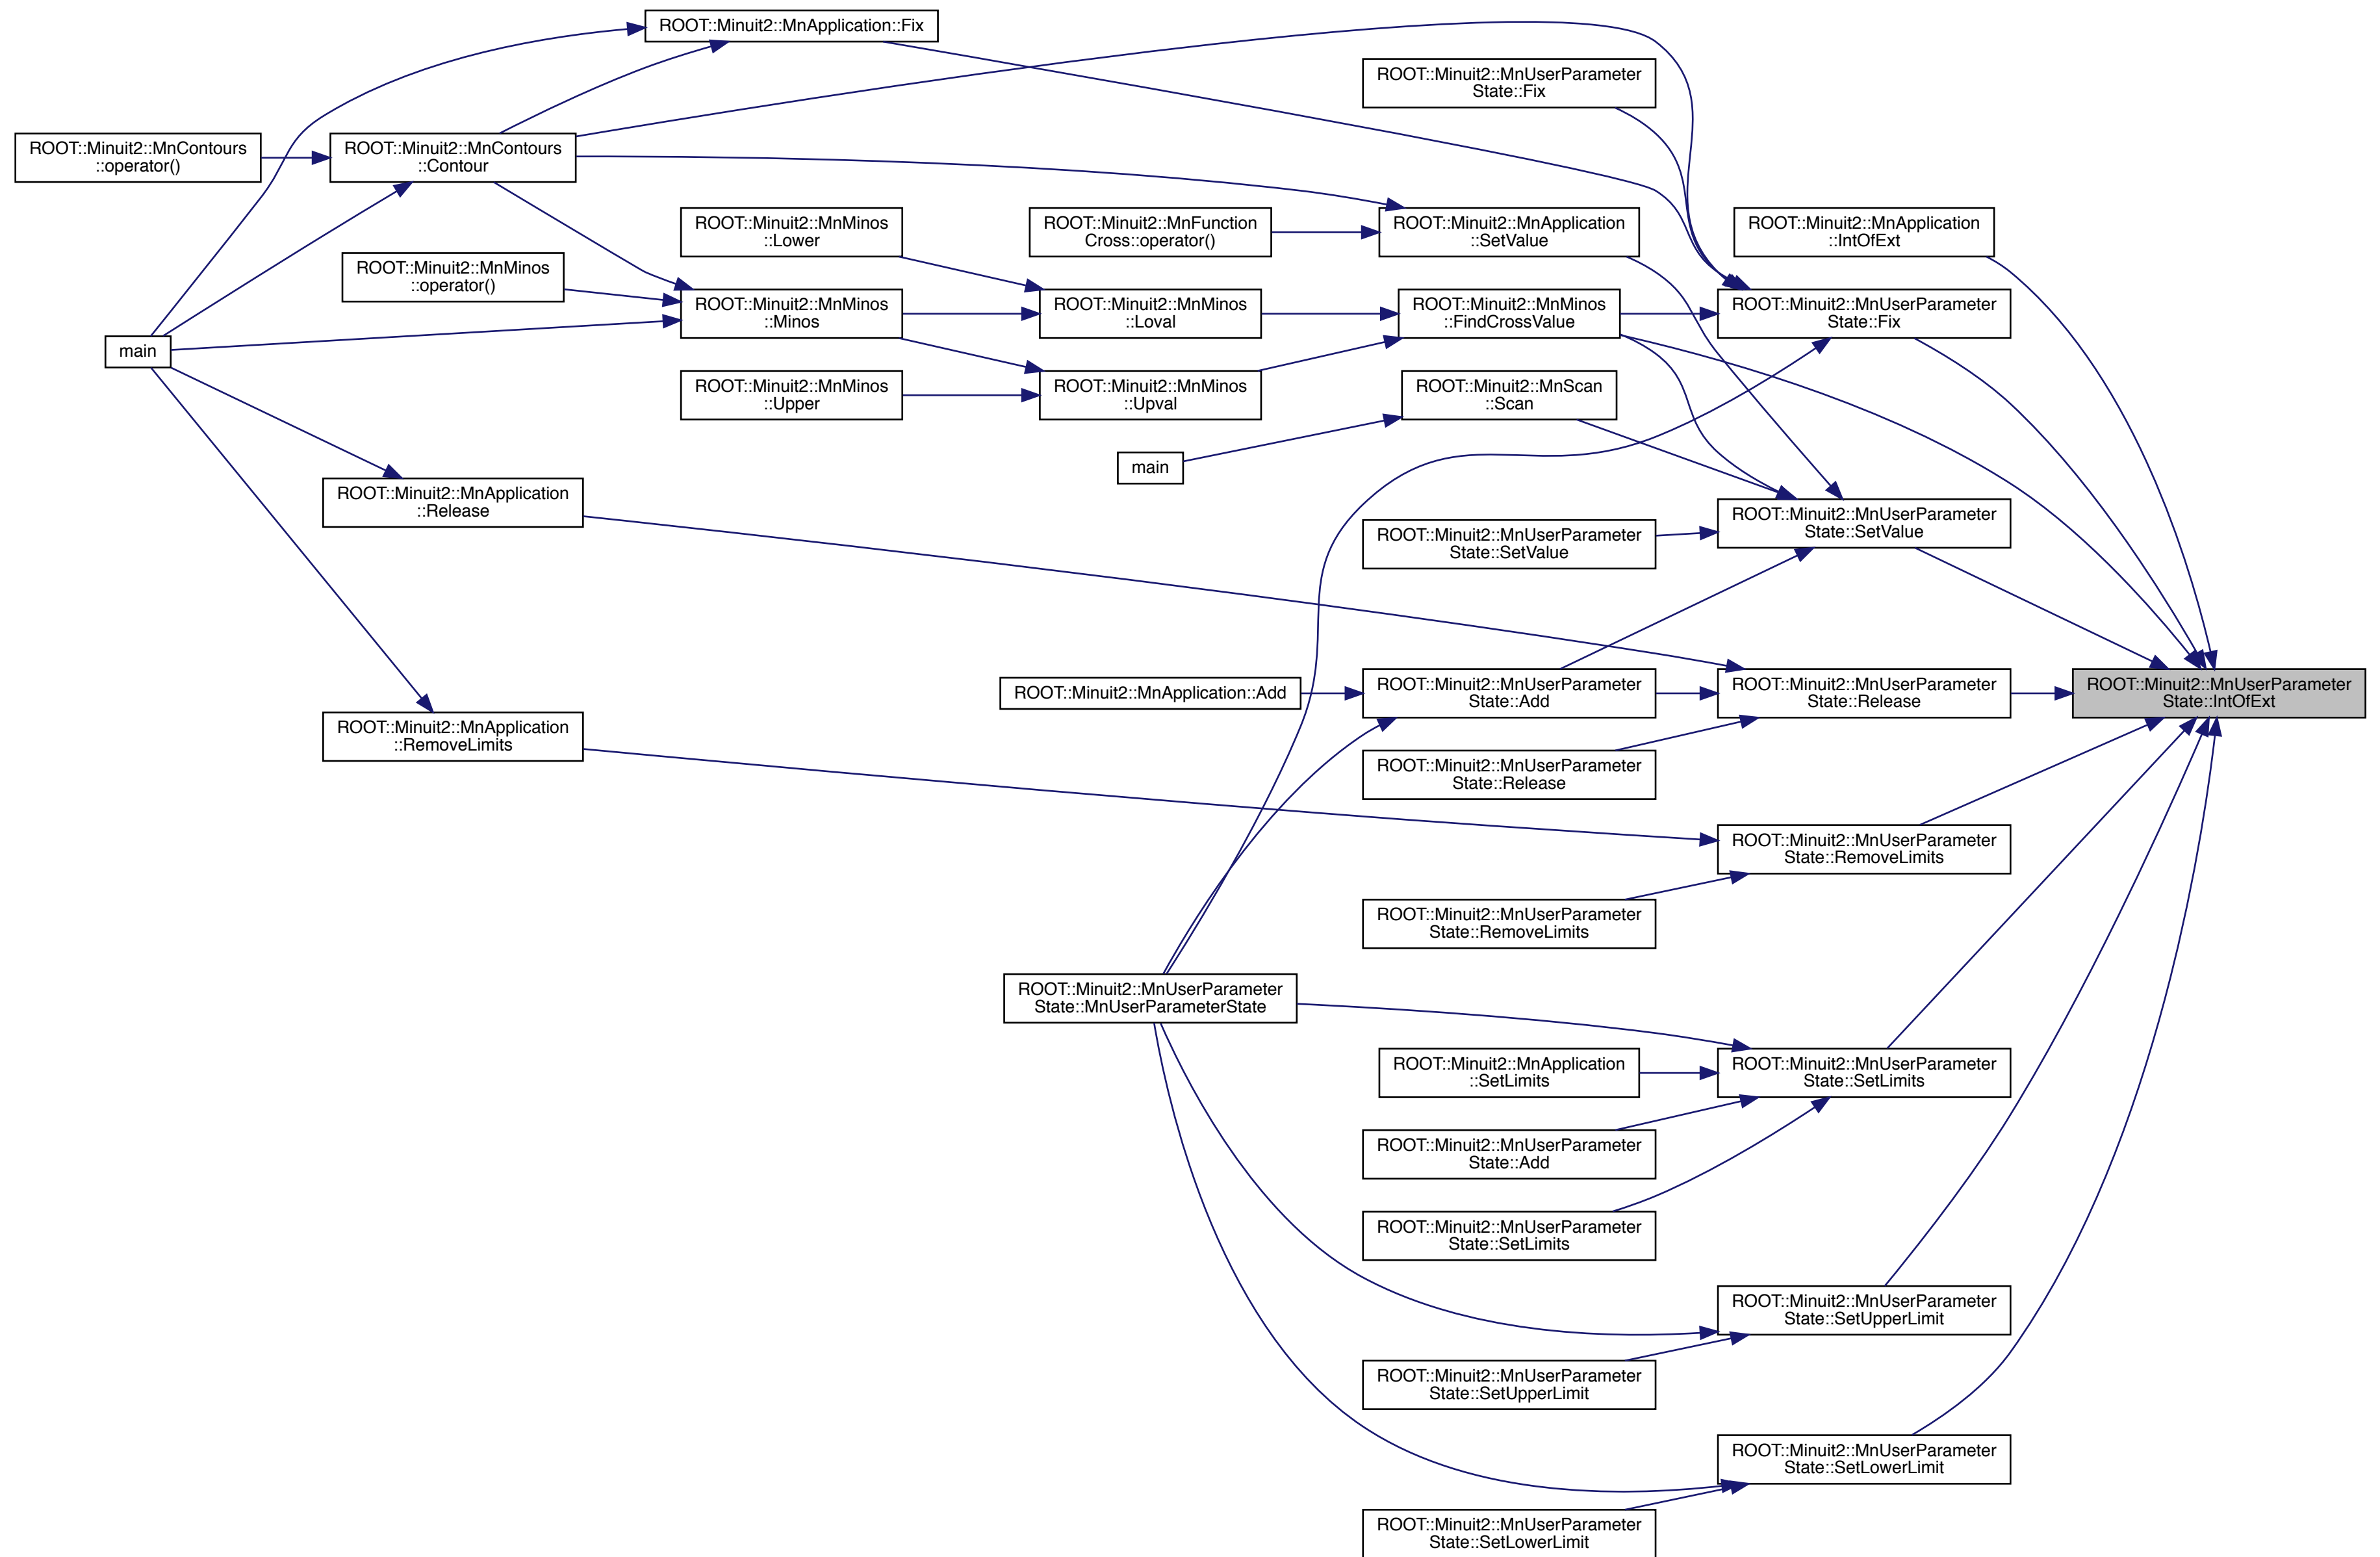 ROOT::Minuit2::MnApplication::Fix
ROOT::Minuit2::MnUserParameter
State::Fix
ROOT::Minuit2::MnContours
::operator()
ROOT::Minuit2::MnContours
::Contour
ROOT::Minuit2::MnMinos
::Lower
ROOT::Minuit2::MnFunction
Cross::operator()
ROOT::Minuit2::MnApplication
::SetValue
ROOT::Minuit2::MnApplication
::IntOfExt
ROOT::Minuit2::MnMinos
::operator()
ROOT::Minuit2::MnMinos
::Minos
ROOT::Minuit2::MnMinos
::Loval
ROOT::Minuit2::MnMinos
::FindCrossValue
ROOT::Minuit2::MnUserParameter
State::Fix
main
ROOT::Minuit2::MnMinos
::Upper
ROOT::Minuit2::MnMinos
::Upval
ROOT::Minuit2::MnScan
::Scan
main
ROOT::Minuit2::MnApplication
::Release
ROOT::Minuit2::MnUserParameter
State::SetValue
ROOT::Minuit2::MnUserParameter
State::SetValue
ROOT::Minuit2::MnApplication::Add
ROOT::Minuit2::MnUserParameter
State::Add
ROOT::Minuit2::MnUserParameter
State::Release
ROOT::Minuit2::MnUserParameter
State::IntOfExt
ROOT::Minuit2::MnApplication
::RemoveLimits
ROOT::Minuit2::MnUserParameter
State::Release
ROOT::Minuit2::MnUserParameter
State::RemoveLimits
ROOT::Minuit2::MnUserParameter
State::RemoveLimits
ROOT::Minuit2::MnUserParameter
State::MnUserParameterState
ROOT::Minuit2::MnApplication
::SetLimits
ROOT::Minuit2::MnUserParameter
State::SetLimits
ROOT::Minuit2::MnUserParameter
State::Add
ROOT::Minuit2::MnUserParameter
State::SetLimits
ROOT::Minuit2::MnUserParameter
State::SetUpperLimit
ROOT::Minuit2::MnUserParameter
State::SetUpperLimit
ROOT::Minuit2::MnUserParameter
State::SetLowerLimit
ROOT::Minuit2::MnUserParameter
State::SetLowerLimit